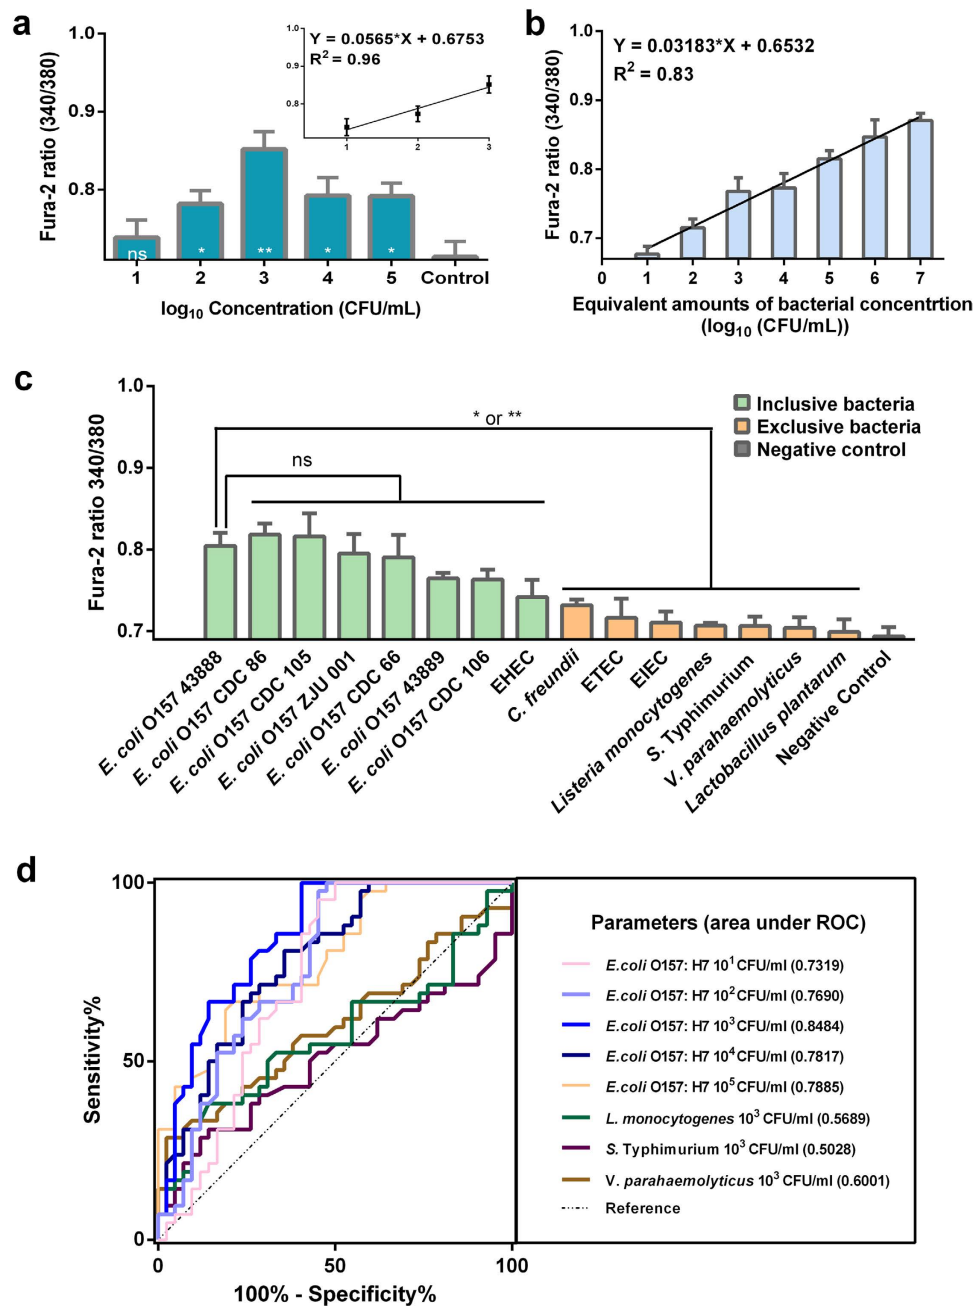 a
Fura-2 ratio (340/380)
0.9
0.8
Y = 0.0565*X + 0.6753
R² = 0.96
1.0
0.9
0.8
1 2 3
ns * ** * *
1 2 3 4 5 Control
log₁₀ Concentration (CFU/mL)
b
Fura-2 ratio (340/380)
Y = 0.03183*X + 0.6532
R² = 0.83
1.0
0.9
0.8
0.7
0 1 2 3 4 5 6 7
Equivalent amounts of bacterial concentrtion
(log₁₀ (CFU/mL))
c
Fura-2 ratio 340/380
1.0
0.9
0.8
0.7
* or **
ns
Inclusive bacteria
Exclusive bacteria
Negative control
E. coli O157 43888
E. coli O157 CDC 86
E. coli O157 CDC 105
E. coli O157 ZJU 001
E. coli O157 CDC 66
E. coli O157 43889
E. coli O157 CDC 106
EHEC
C. freundii
ETEC
EIEC
Listeria monocytogenes
S. Typhimurium
V. parahaemolyticus
Lactobacillus plantarum
Negative Control
d
Sensitivity%
100
50
0
0 50 100
100% - Specificity%
Parameters (area under ROC)
E.coli O157: H7 10¹ CFU/ml (0.7319)
E.coli O157: H7 10² CFU/ml (0.7690)
E.coli O157: H7 10³ CFU/ml (0.8484)
E.coli O157: H7 10⁴ CFU/ml (0.7817)
E.coli O157: H7 10⁵ CFU/ml (0.7885)
L. monocytogenes 10³ CFU/ml (0.5689)
S. Typhimurium 10³ CFU/ml (0.5028)
V. parahaemolyticus 10³ CFU/ml (0.6001)
Reference